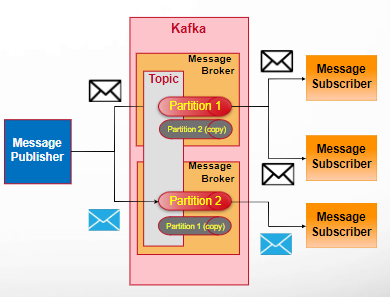 Kafka
Message
Broker
Topic
Partition 1
Partition 2 (copy)
Message
Publisher
Message
Broker
Partition 2
Partition 1 (copy)
Message
Subscriber
Message
Subscriber
Message
Subscriber